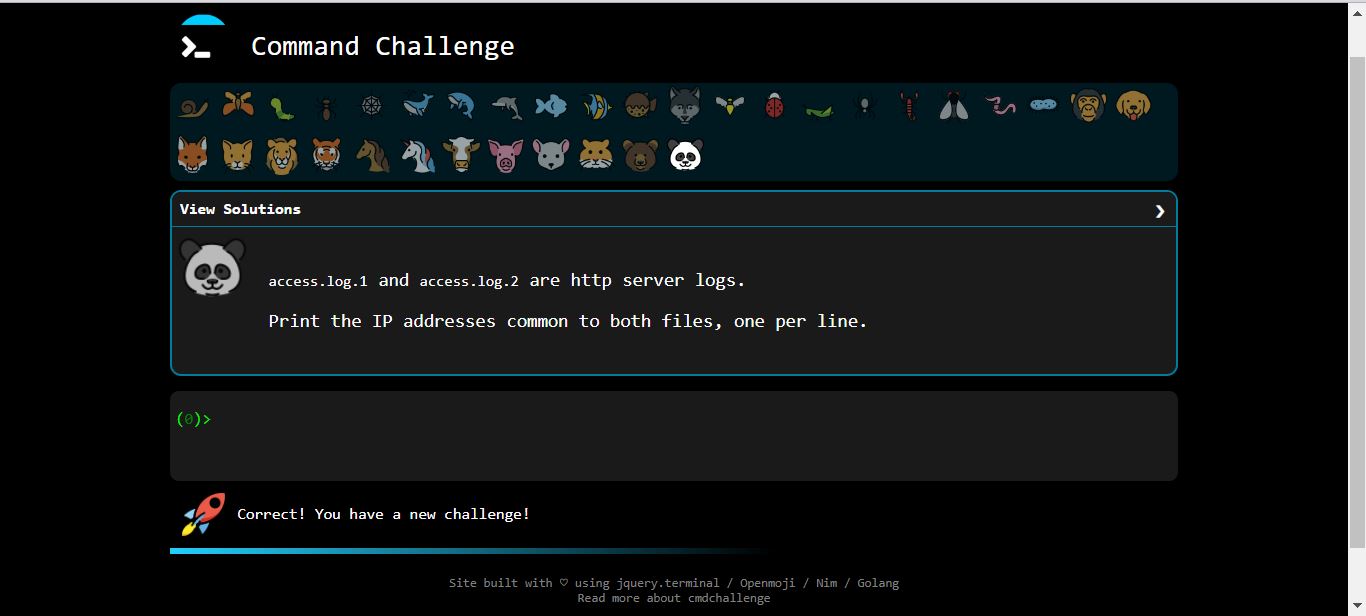 Command Challenge
View Solutions ❯
access.log.1 and access.log.2 are http server logs.
Print the IP addresses common to both files, one per line.
(0)>
Correct! You have a new challenge!
Site built with ♡ using jquery.terminal / Openmoji / Nim / Golang
Read more about cmdchallenge